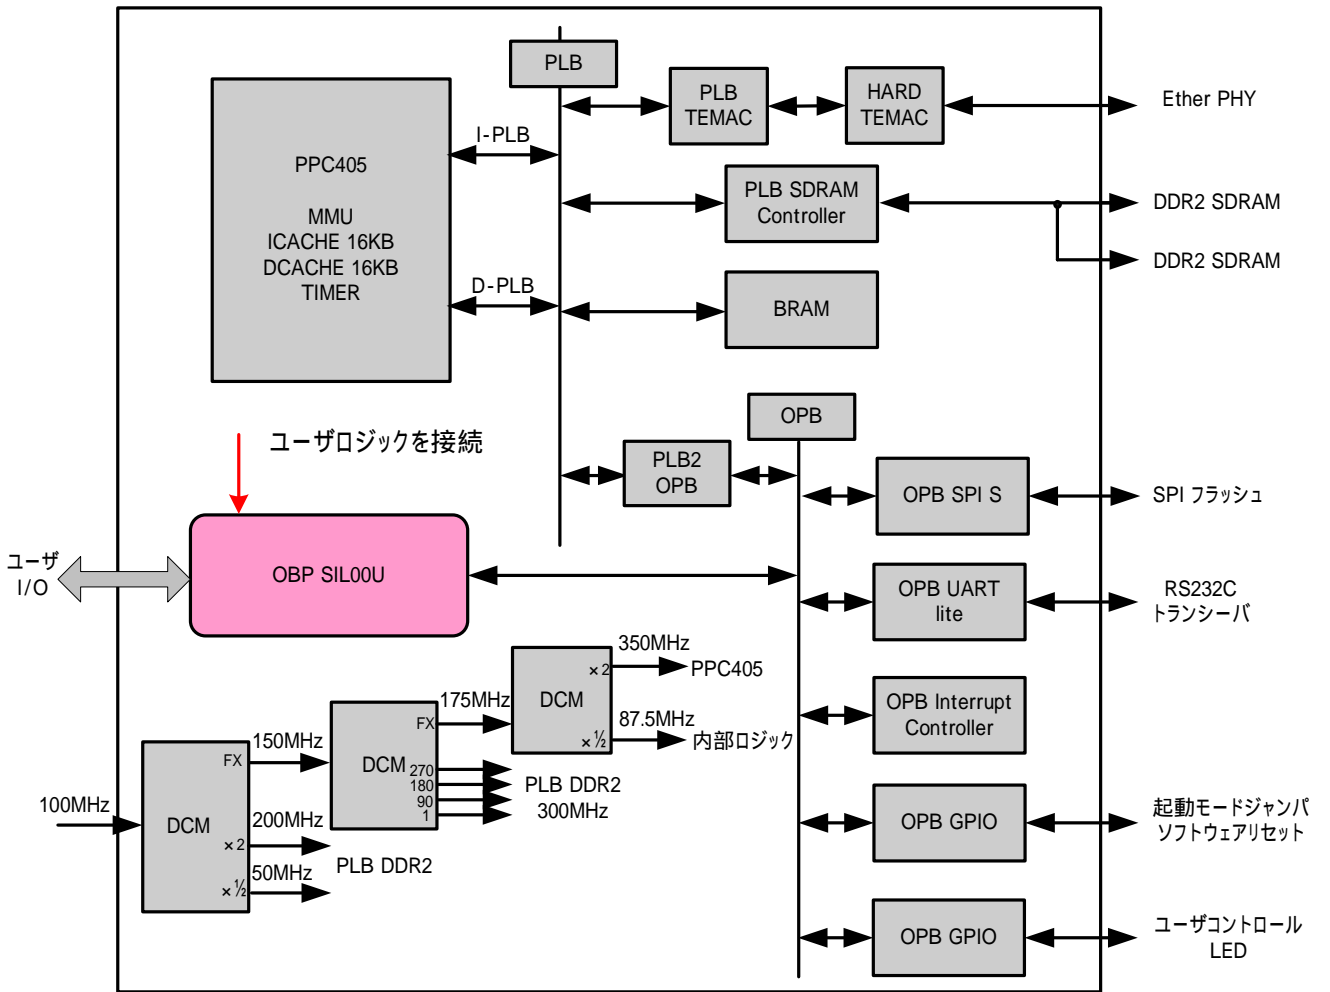 PLB
PLB
TEMAC
HARD
TEMAC
Ether PHY
I-PLB
PPC405
MMU
ICACHE 16KB
DCACHE 16KB
TIMER
PLB SDRAM
Controller
DDR2 SDRAM
DDR2 SDRAM
D-PLB
BRAM
OPB
ユーザロジックを接続
PLB2
OPB
OPB SPI S
SPI フラッシュ
ユーザ
I/O
OBP SIL00U
OPB UART
lite
RS232C
トランシーバ
350MHz
×2
PPC405
DCM
175MHz
87.5MHz
×½
内部ロジック
OPB Interrupt
Controller
FX
150MHz
FX
DCM
270
180
90
1
PLB DDR2
300MHz
100MHz
DCM
200MHz
×2
50MHz
×½
PLB DDR2
OPB GPIO
起動モードジャンパ
ソフトウェアリセット
OPB GPIO
ユーザコントロール
LED